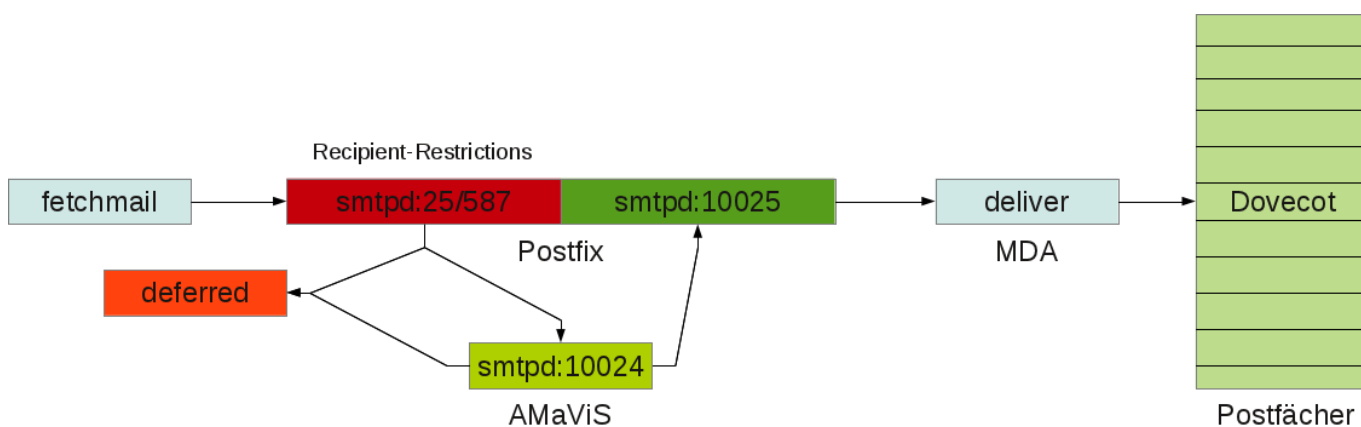 Recipient-Restrictions
fetchmail
smtpd:25/587
smtpd:10025
deliver
Dovecot
Postfix
MDA
deferred
smtpd:10024
AMaViS
Postfächer